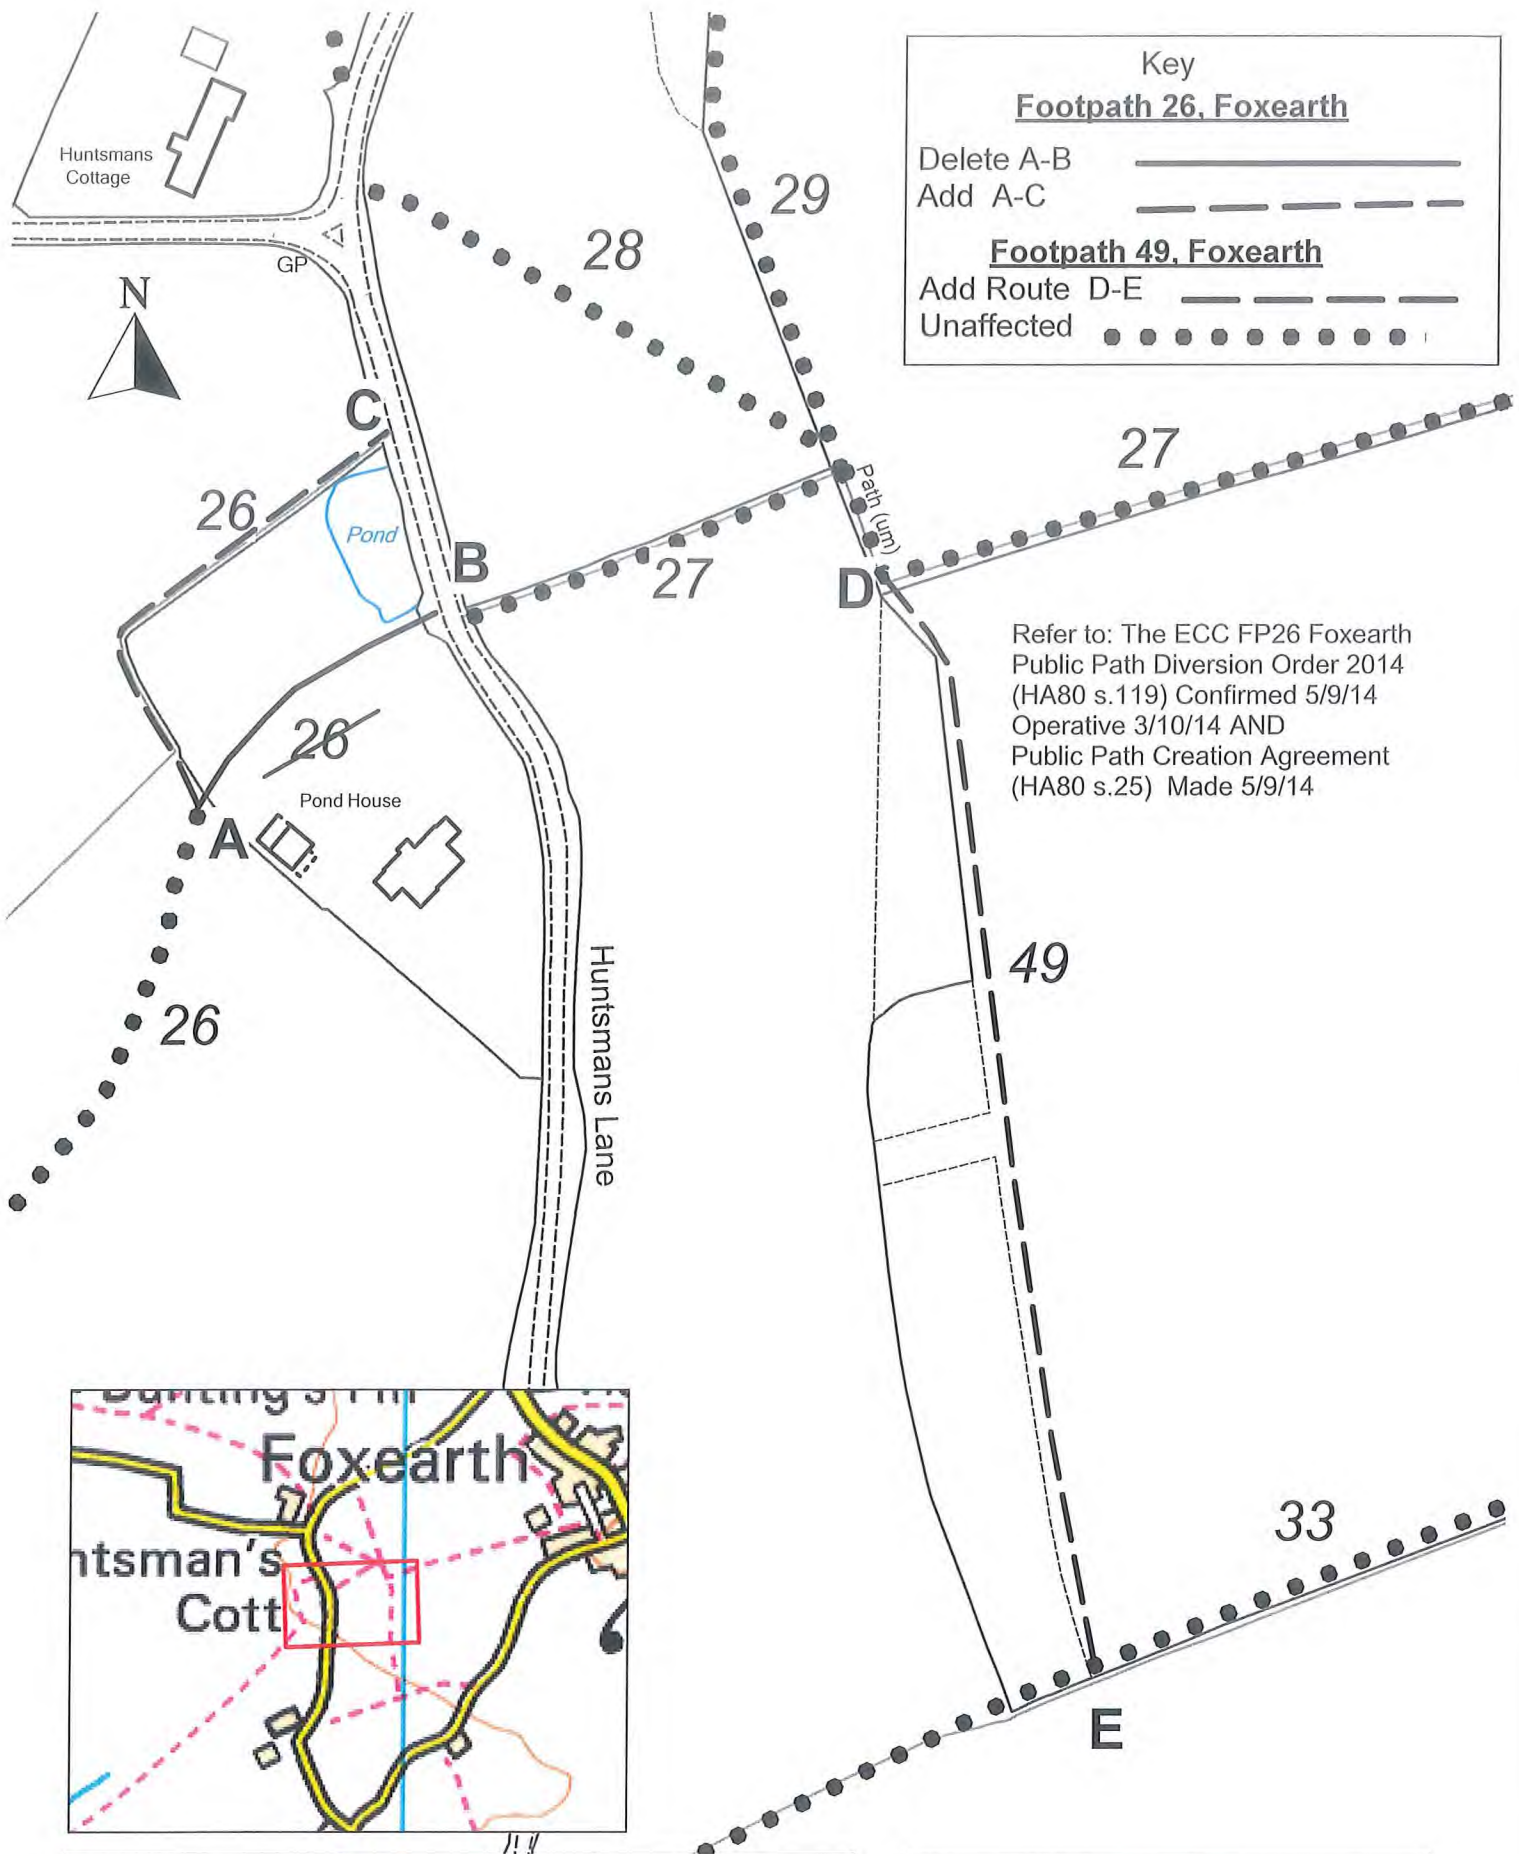 Key
Footpath 26, Foxearth
Delete A-B
Add A-C
Footpath 49, Foxearth
Add Route D-E
Unaffected
Huntsmans
Cottage
GP
N
28
29
C
26
Pond
B
27
Path (um)
27
D
Refer to: The ECC FP26 Foxearth
Public Path Diversion Order 2014
(HA80 s.119) Confirmed 5/9/14
Operative 3/10/14 AND
Public Path Creation Agreement
(HA80 s.25) Made 5/9/14
26
Pond House
A
26
Huntsmans Lane
49
33
E
Foxearth
ntsman's
Cott